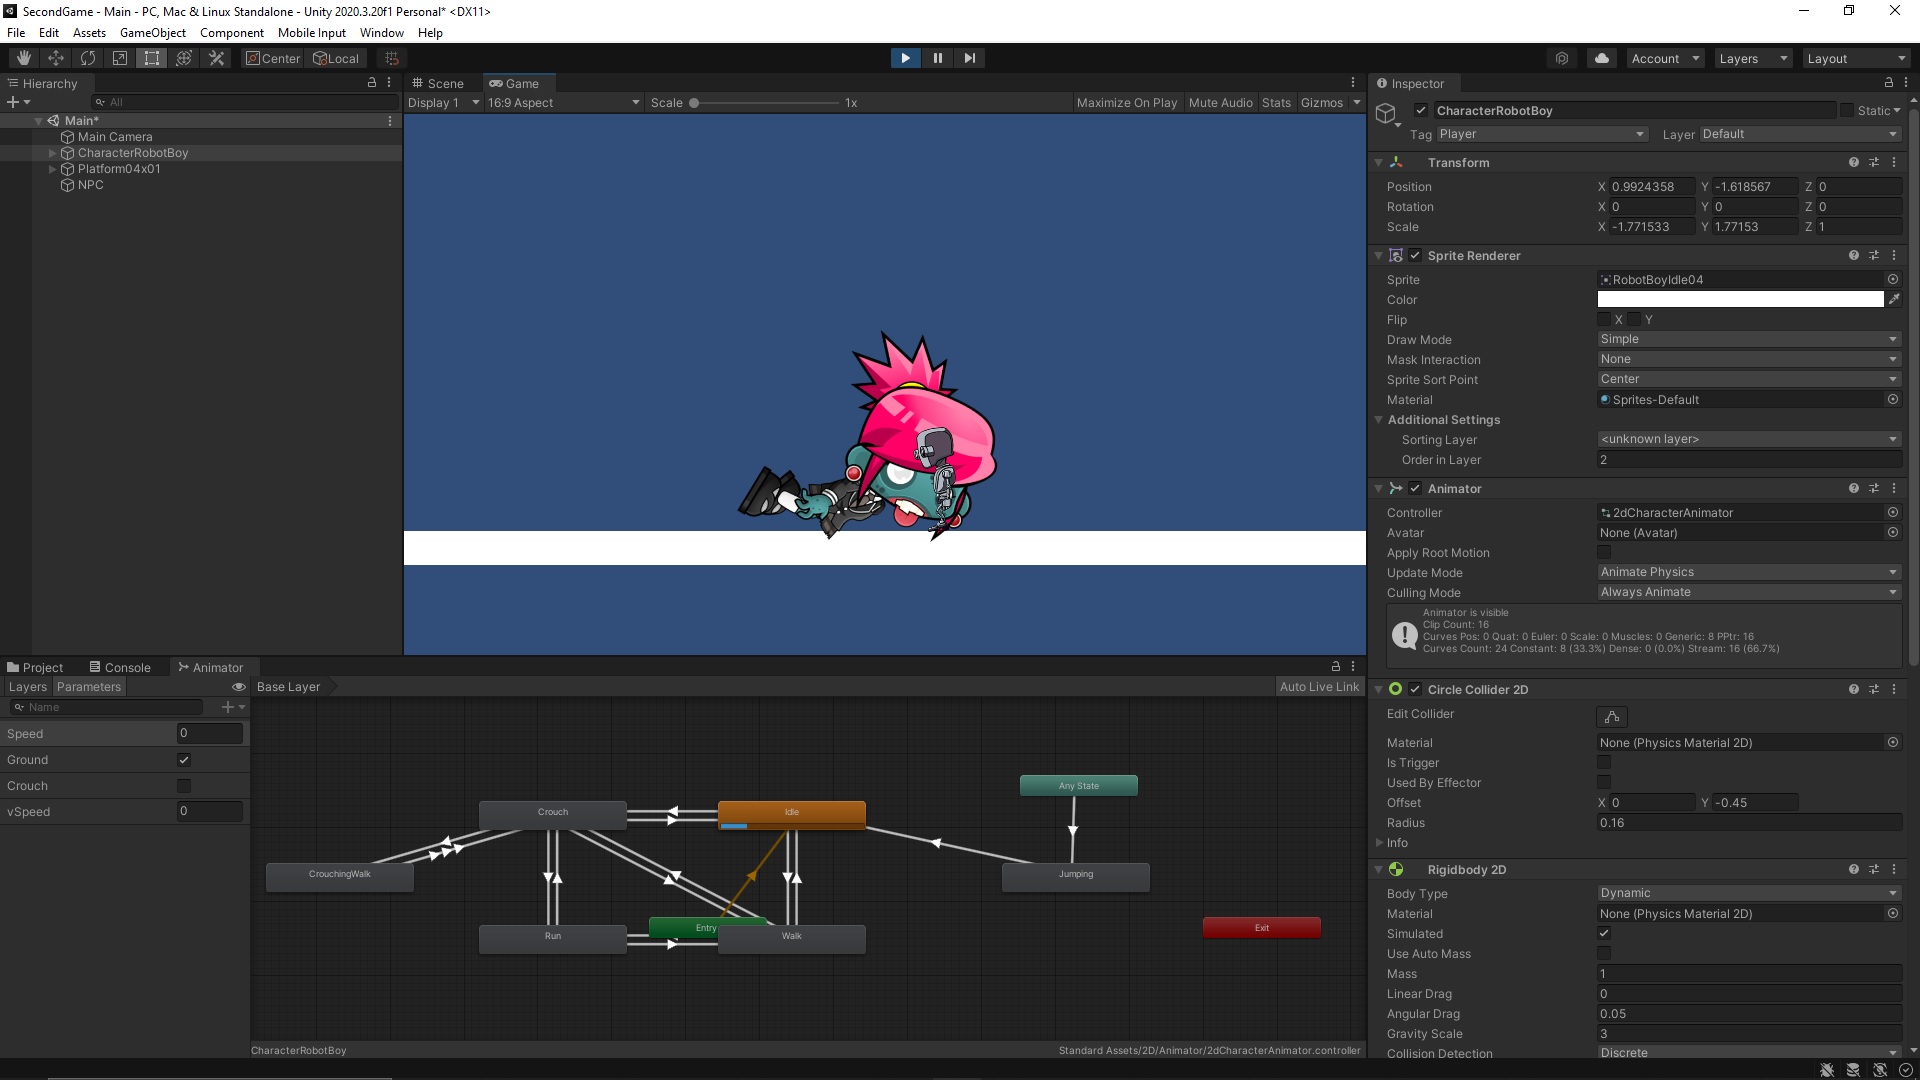 SecondGame - Main - PC, Mac & Linux Standalone - Unity 2020.3.20f1 Personal* <DX11>
File Edit Assets GameObject Component Mobile Input Window Help
Center Local
Account Layers Layout
Hierarchy
All
Main*
Main Camera
CharacterRobotBoy
Platform04x01
NPC
Scene Game
Display 1 16:9 Aspect Scale 1x Maximize On Play Mute Audio Stats Gizmos
Project Console Animator
Layers Parameters Base Layer Auto Live Link
Name
Speed 0
Ground
Crouch
vSpeed 0
Any State
Crouch Idle
CrouchingWalk Jumping
Entry Exit
Run Walk
CharacterRobotBoy Standard Assets/2D/Animator/2dCharacterAnimator.controller
Inspector
CharacterRobotBoy Static
Tag Player Layer Default
Transform
Position X 0.9924358 Y -1.618567 Z 0
Rotation X 0 Y 0 Z 0
Scale X -1.771533 Y 1.77153 Z 1
Sprite Renderer
Sprite RobotBoyIdle04
Color
Flip X Y
Draw Mode Simple
Mask Interaction None
Sprite Sort Point Center
Material Sprites-Default
Additional Settings
Sorting Layer <unknown layer>
Order in Layer 2
Animator
Controller 2dCharacterAnimator
Avatar None (Avatar)
Apply Root Motion
Update Mode Animate Physics
Culling Mode Always Animate
Animator is visible
Clip Count: 16
Curves Pos: 0 Quat: 0 Euler: 0 Scale: 0 Muscles: 0 Generic: 8 PPtr: 16
Curves Count: 24 Constant: 8 (33.3%) Dense: 0 (0.0%) Stream: 16 (66.7%)
Circle Collider 2D
Edit Collider
Material None (Physics Material 2D)
Is Trigger
Used By Effector
Offset X 0 Y -0.45
Radius 0.16
Info
Rigidbody 2D
Body Type Dynamic
Material None (Physics Material 2D)
Simulated
Use Auto Mass
Mass 1
Linear Drag 0
Angular Drag 0.05
Gravity Scale 3
Collision Detection Discrete